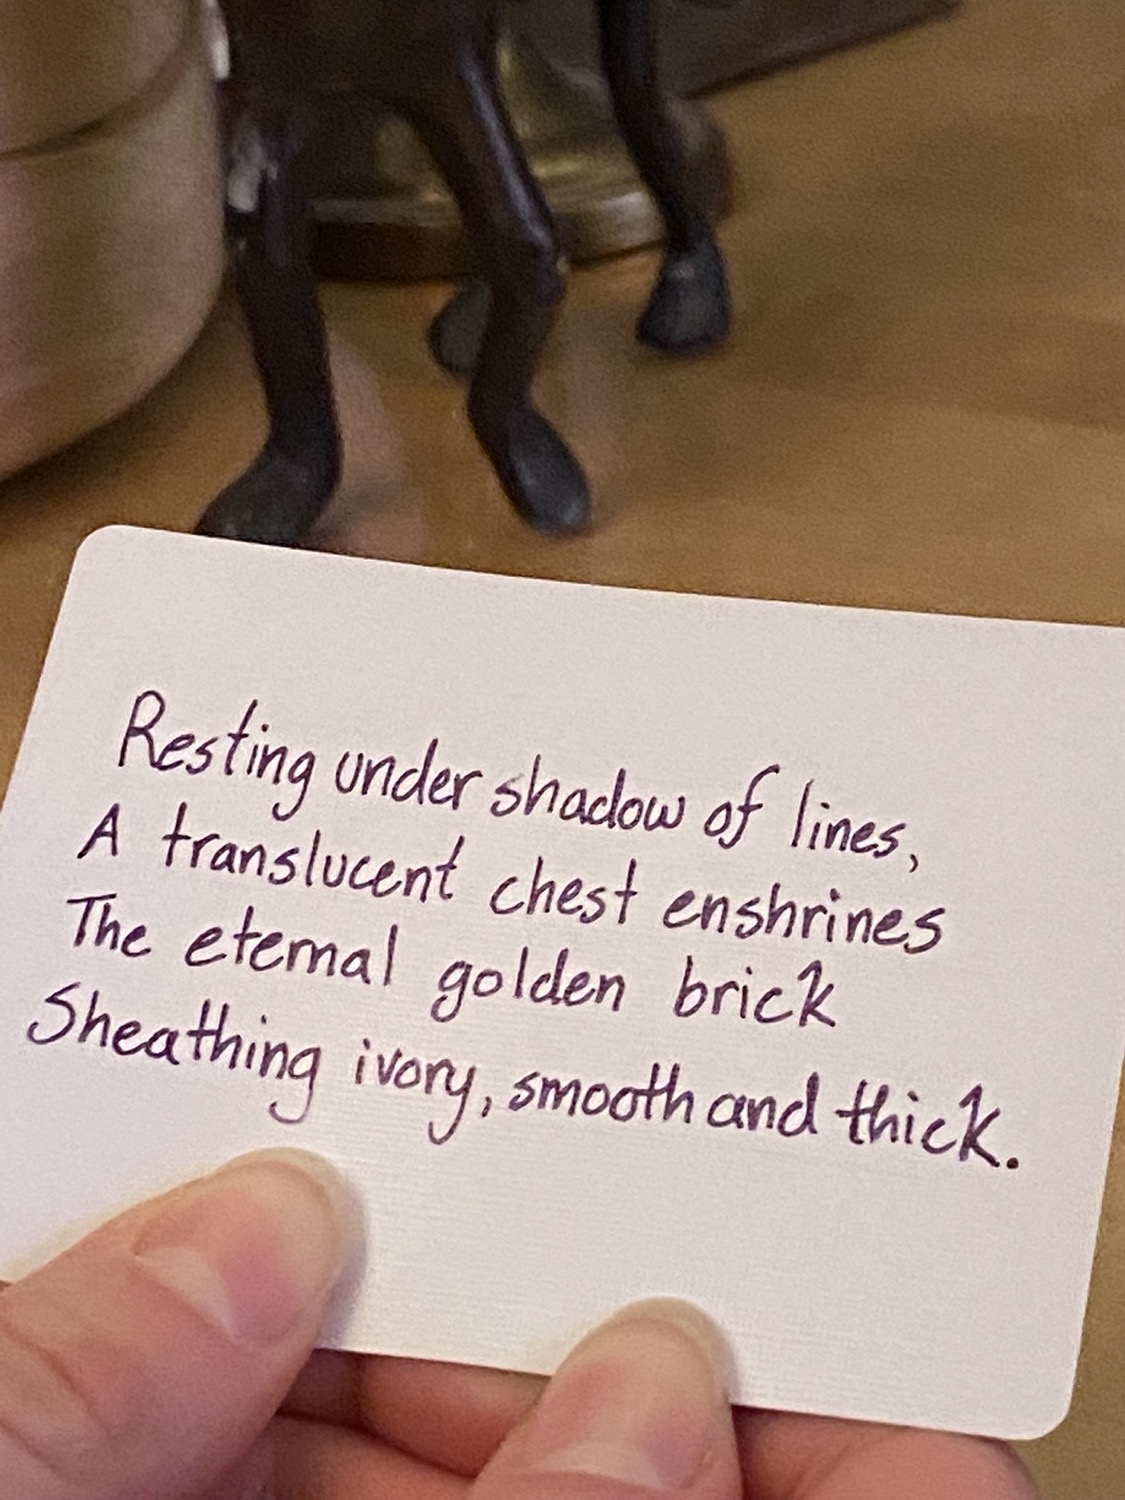 Resting under shadow of lines,
A translucent chest enshrines
The eternal golden brick
Sheathing ivory, smooth and thick.